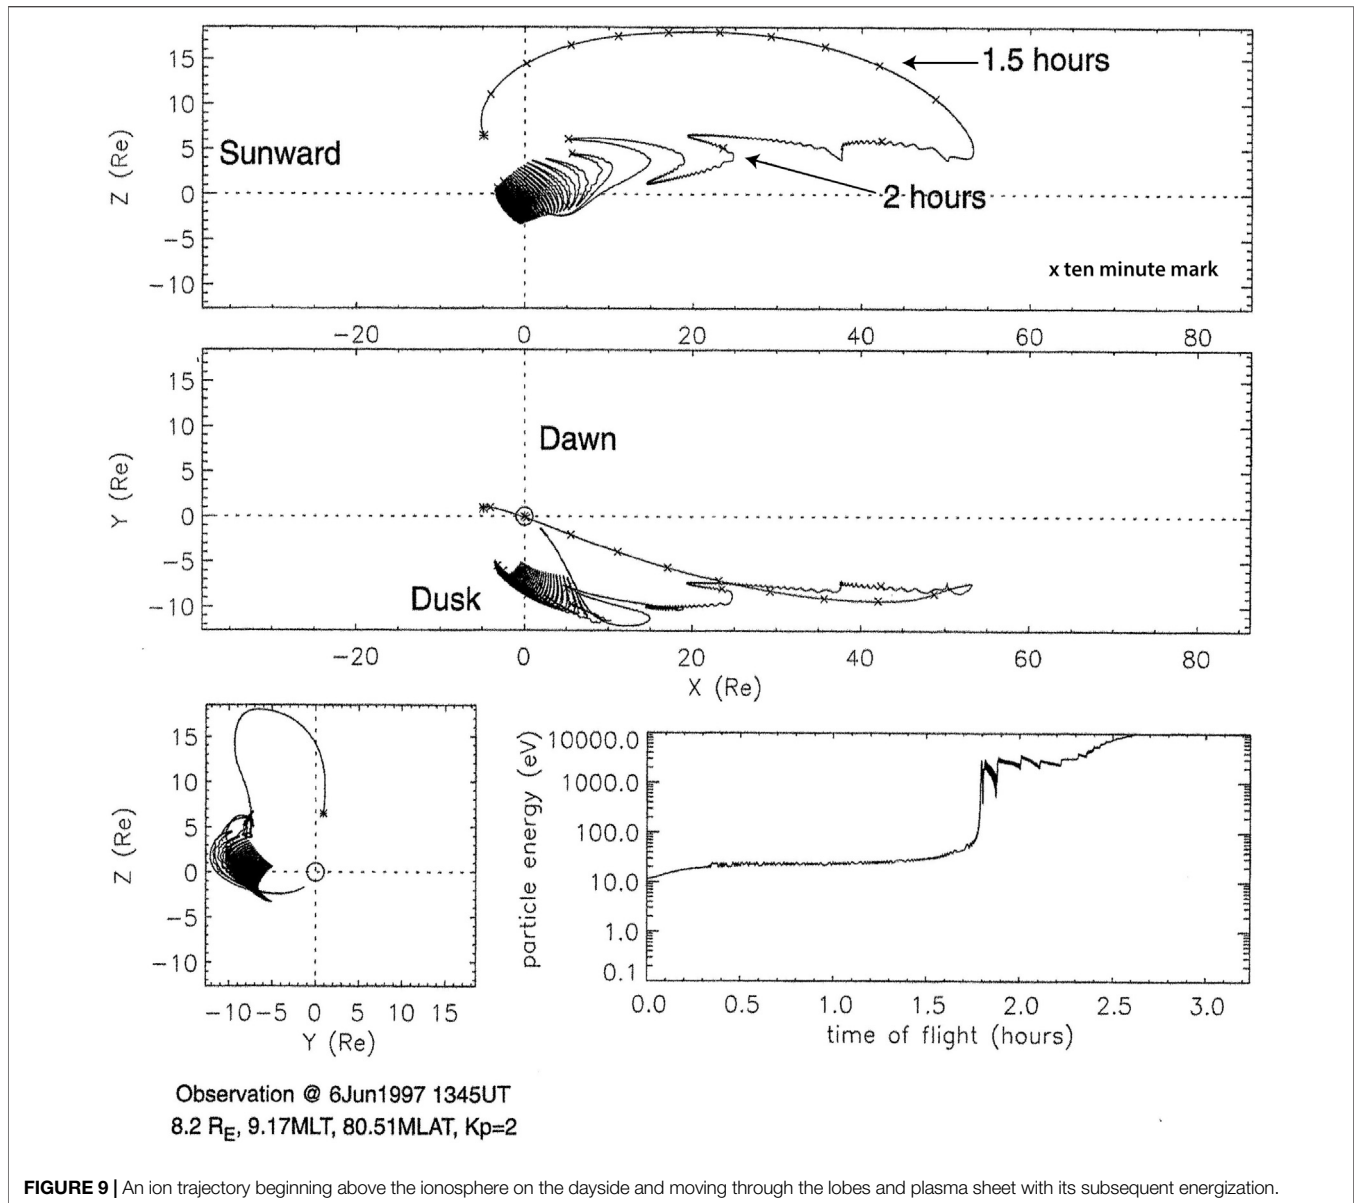 15
10
5
0
−5
−10
Z (Re)
Sunward
1.5 hours
2 hours
x ten minute mark
−20 0 20 40 60 80
15
10
5
0
−5
−10
Y (Re)
Dawn
Dusk
−20 0 20 40 60 80
X (Re)
15
10
5
0
−5
−10
Z (Re)
−10 −5 0 5 10 15
Y (Re)
10000.0
1000.0
100.0
10.0
1.0
0.1
particle energy (eV)
0.0 0.5 1.0 1.5 2.0 2.5 3.0
time of flight (hours)
Observation @ 6Jun1997 1345UT
8.2 RE, 9.17MLT, 80.51MLAT, Kp=2
FIGURE 9 | An ion trajectory beginning above the ionosphere on the dayside and moving through the lobes and plasma sheet with its subsequent energization.